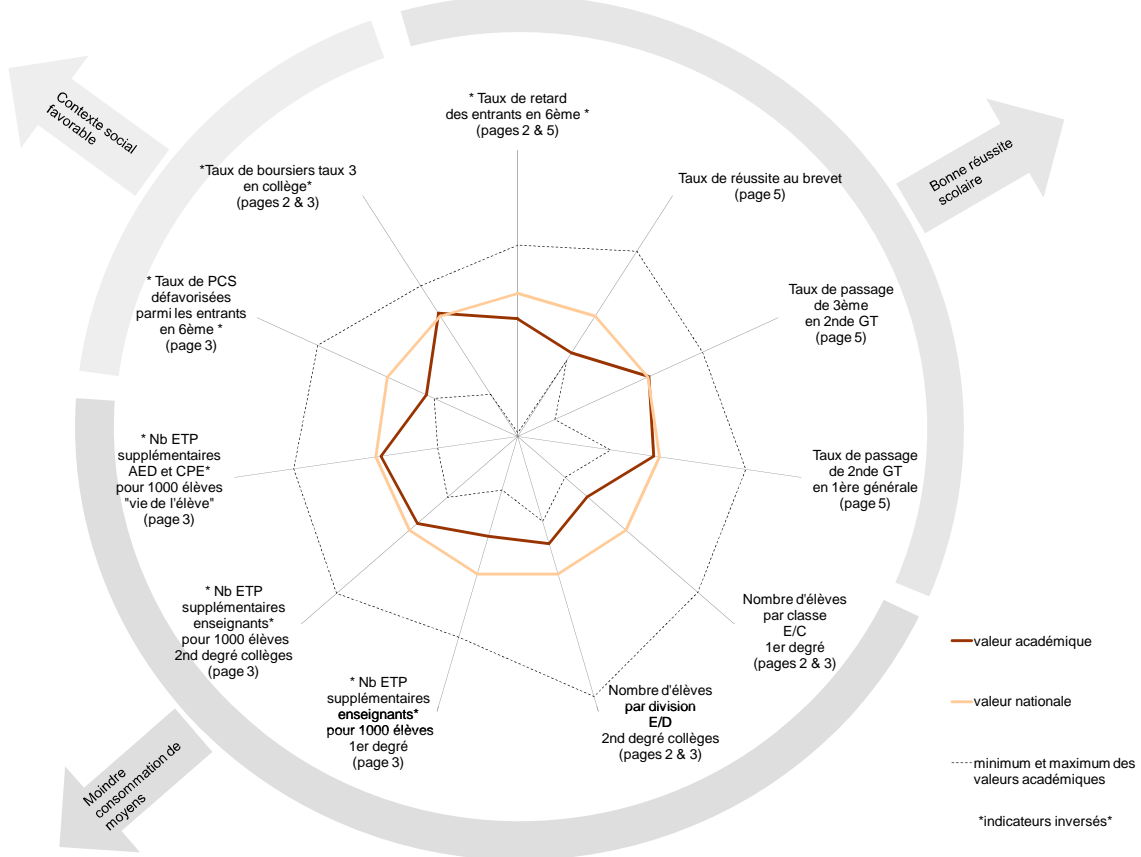 Contexte social
favorable
* Taux de retard
des entrants en 6ème *
(pages 2 & 5)
Bonne réussite
scolaire
*Taux de boursiers taux 3
en collège*
(pages 2 & 3)
Taux de réussite au brevet
(page 5)
* Taux de PCS
défavorisées
parmi les entrants
en 6ème *
(page 3)
Taux de passage
de 3ème
en 2nde GT
(page 5)
* Nb ETP
supplémentaires
AED et CPE*
pour 1000 élèves
"vie de l'élève"
(page 3)
Taux de passage
de 2nde GT
en 1ère générale
(page 5)
* Nb ETP
supplémentaires
enseignants*
pour 1000 élèves
2nd degré collèges
(page 3)
Nombre d'élèves
par classe
E/C
1er degré
(pages 2 & 3)
* Nb ETP
supplémentaires
enseignants*
pour 1000 élèves
1er degré
(page 3)
Nombre d'élèves
par division
E/D
2nd degré collèges
(pages 2 & 3)
Moindre
consommation de
moyens
valeur académique
valeur nationale
minimum et maximum des
valeurs académiques
*indicateurs inversés*